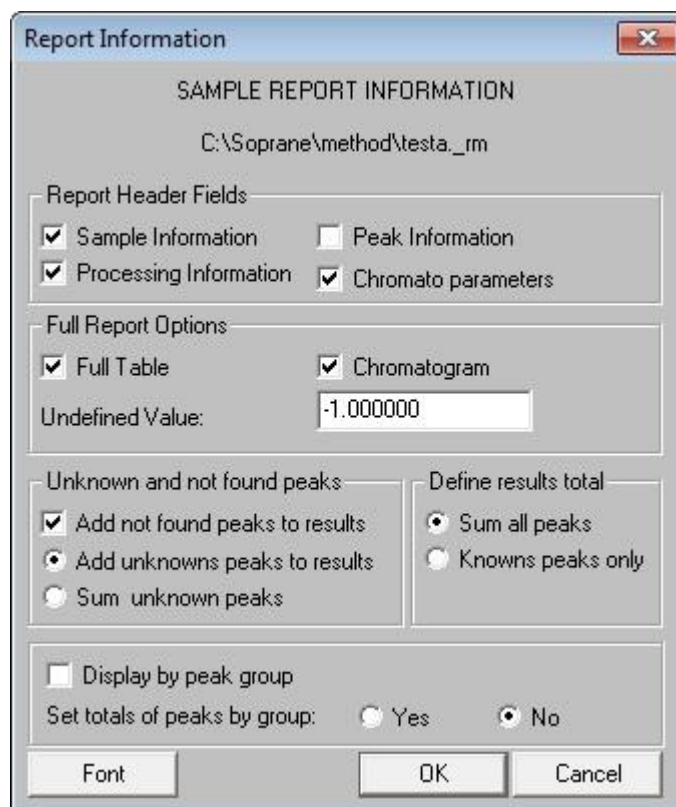 Report Information
SAMPLE REPORT INFORMATION
C:\Soprane\method\testa._rm
Report Header Fields
Sample Information Peak Information
Processing Information Chromato parameters
Full Report Options
Full Table Chromatogram
Undefined Value: -1.000000
Unknown and not found peaks Define results total
Add not found peaks to results Sum all peaks
Add unknowns peaks to results Knowns peaks only
Sum unknown peaks
Display by peak group
Set totals of peaks by group: Yes No
Font OK Cancel